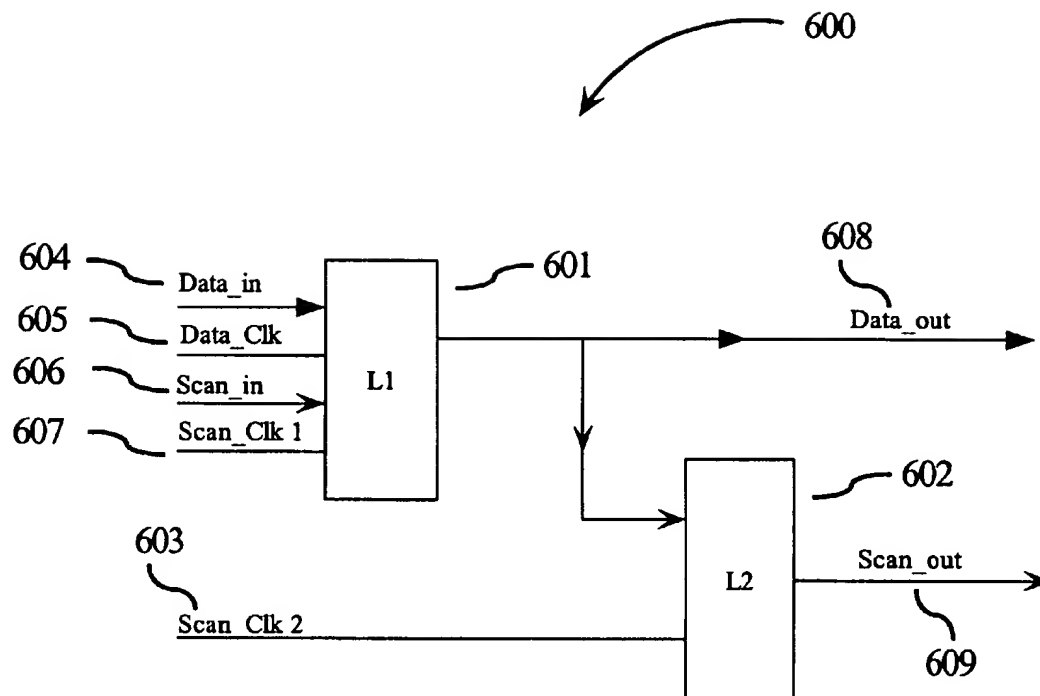 600
604
Data_in
601
608
605
Data_Clk
Data_out
606
Scan_in
L1
607
Scan_Clk 1
602
603
Scan_out
L2
Scan_Clk 2
609